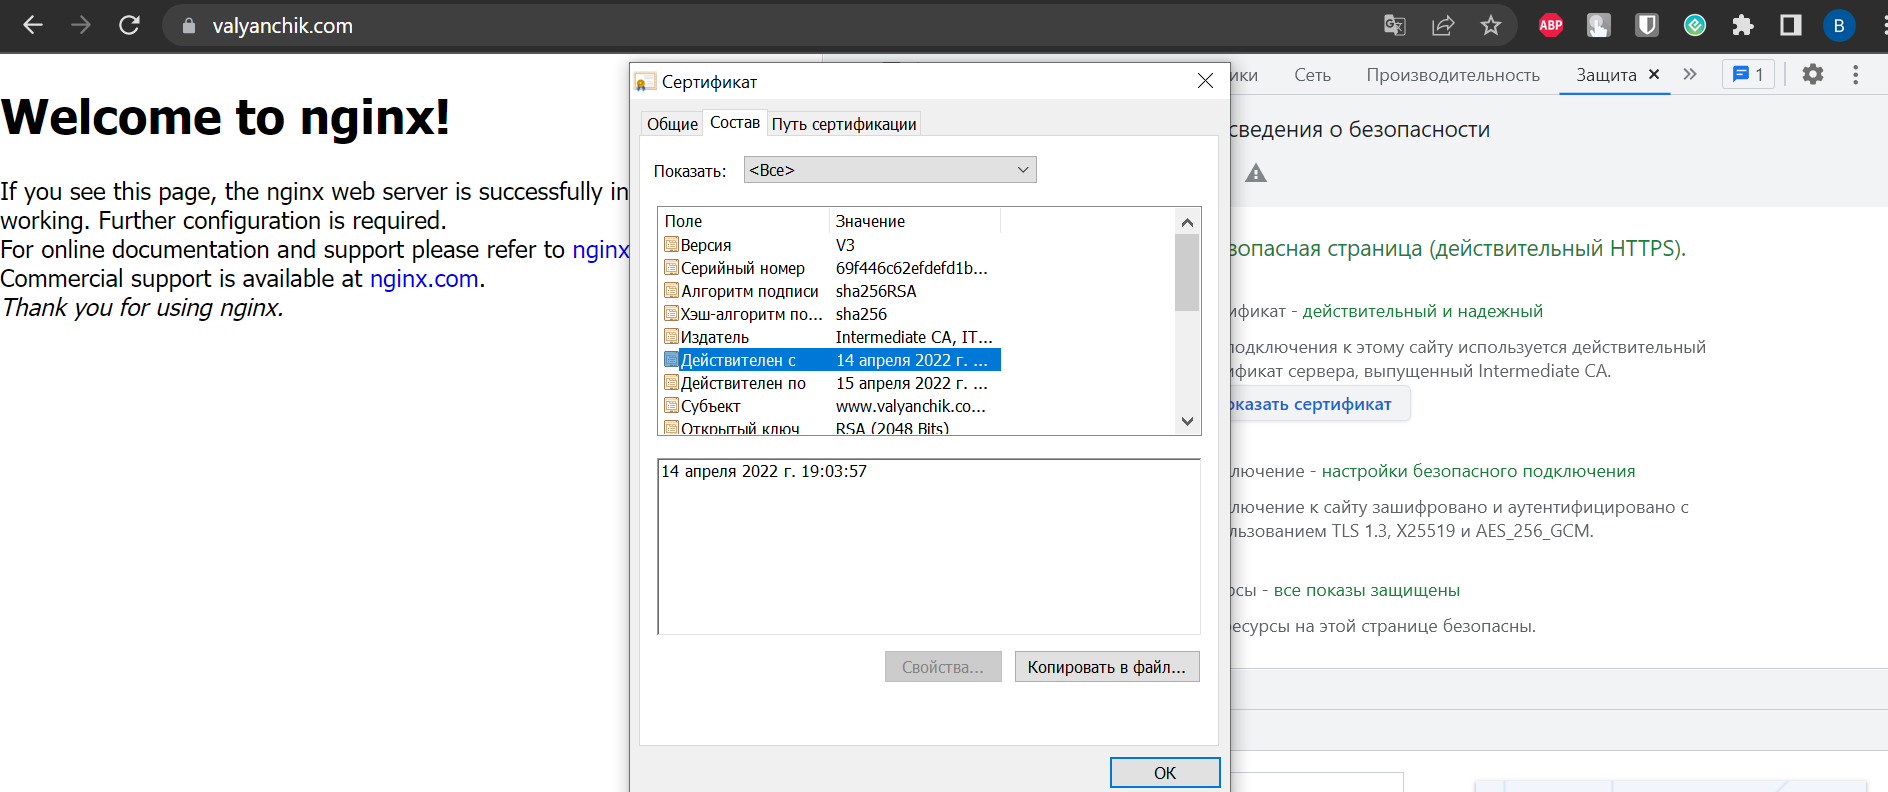 valyanchik.com
ABP
B
Welcome to nginx!
If you see this page, the nginx web server is successfully in
working. Further configuration is required.
For online documentation and support please refer to nginx
Commercial support is available at nginx.com.
Thank you for using nginx.
Сертификат
Общие
Состав
Путь сертификации
Показать:
<Все>
Поле Значение
Версия V3
Серийный номер 69f446c62efdefd1b...
Алгоритм подписи sha256RSA
Хэш-алгоритм по... sha256
Издатель Intermediate CA, IT...
Действителен с 14 апреля 2022 г. ...
Действителен по 15 апреля 2022 г. ...
Субъект www.valyanchik.co...
Открытый ключ RSA (2048 Bits)
14 апреля 2022 г. 19:03:57
Свойства...
Копировать в файл...
OK
ики
Сеть
Производительность
Защита
1
сведения о безопасности
зопасная страница (действительный HTTPS).
ификат - действительный и надежный
подключения к этому сайту используется действительный
ификат сервера, выпущенный Intermediate CA.
оказать сертификат
лючение - настройки безопасного подключения
лючение к сайту зашифровано и аутентифицировано с
льзованием TLS 1.3, X25519 и AES_256_GCM.
рсы - все показы защищены
ресурсы на этой странице безопасны.